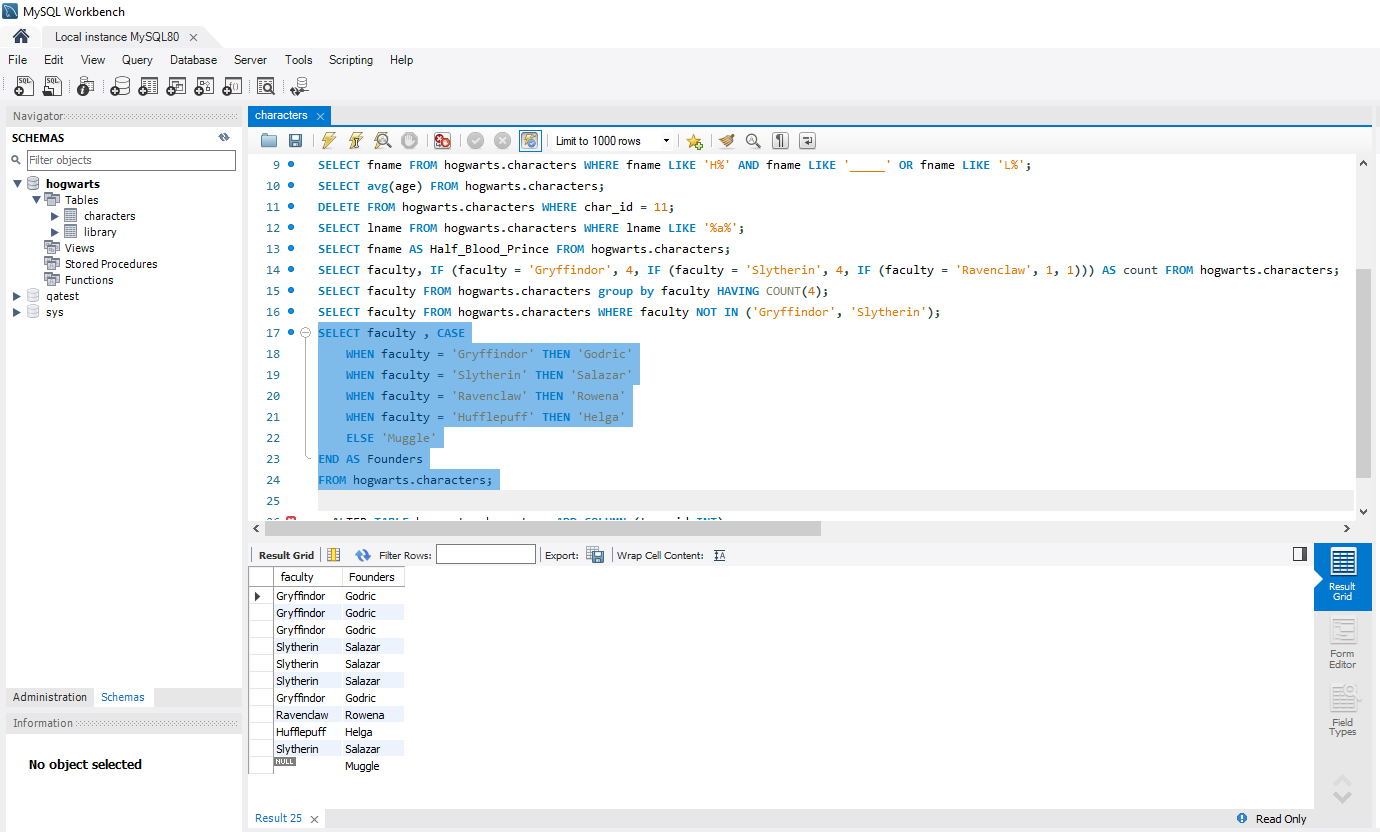 MySQL Workbench
Local instance MySQL80
File Edit View Query Database Server Tools Scripting Help
Navigator
SCHEMAS
Filter objects
hogwarts
Tables
characters
library
Views
Stored Procedures
Functions
qatest
sys
Administration Schemas
Information
No object selected
characters
Limit to 1000 rows
9 SELECT fname FROM hogwarts.characters WHERE fname LIKE 'H%' AND fname LIKE '_____' OR fname LIKE 'L%';
10 SELECT avg(age) FROM hogwarts.characters;
11 DELETE FROM hogwarts.characters WHERE char_id = 11;
12 SELECT lname FROM hogwarts.characters WHERE lname LIKE '%a%';
13 SELECT fname AS Half_Blood_Prince FROM hogwarts.characters;
14 SELECT faculty, IF (faculty = 'Gryffindor', 4, IF (faculty = 'Slytherin', 4, IF (faculty = 'Ravenclaw', 1, 1))) AS count FROM hogwarts.characters;
15 SELECT faculty FROM hogwarts.characters group by faculty HAVING COUNT(4);
16 SELECT faculty FROM hogwarts.characters WHERE faculty NOT IN ('Gryffindor', 'Slytherin');
17 SELECT faculty , CASE
18 WHEN faculty = 'Gryffindor' THEN 'Godric'
19 WHEN faculty = 'Slytherin' THEN 'Salazar'
20 WHEN faculty = 'Ravenclaw' THEN 'Rowena'
21 WHEN faculty = 'Hufflepuff' THEN 'Helga'
22 ELSE 'Muggle'
23 END AS Founders
24 FROM hogwarts.characters;
25
Result Grid Filter Rows: Export: Wrap Cell Content:
faculty Founders
Gryffindor Godric
Gryffindor Godric
Gryffindor Godric
Slytherin Salazar
Slytherin Salazar
Slytherin Salazar
Gryffindor Godric
Ravenclaw Rowena
Hufflepuff Helga
Slytherin Salazar
NULL Muggle
Result Grid
Form Editor
Field Types
Result 25
Read Only